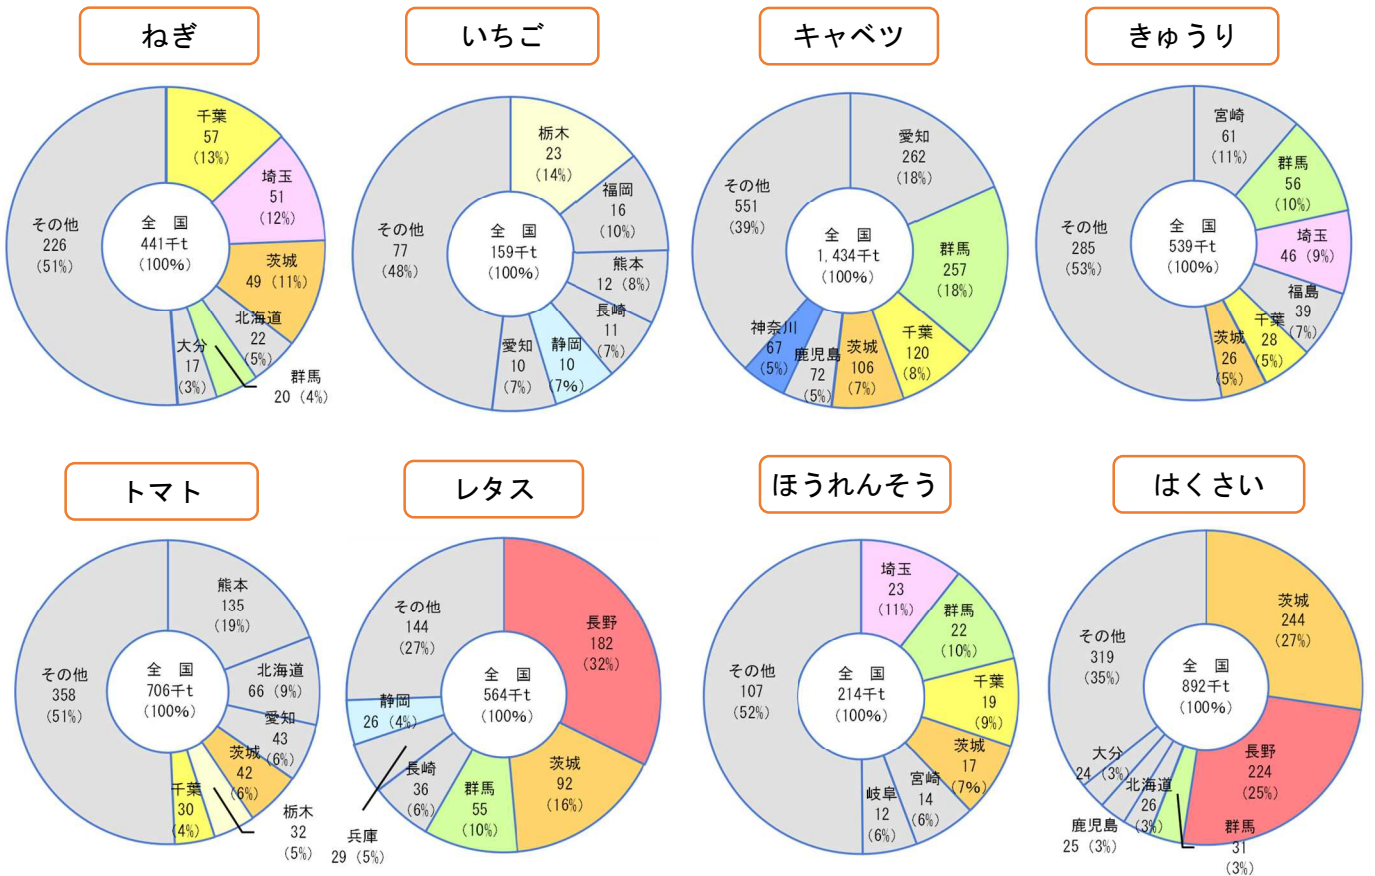 ねぎ
千葉
57
(13%)
埼玉
51
(12%)
茨城
49 (11%)
北海道
22
(5%)
群馬
20 (4%)
大分
17
(3%)
その他
226
(51%)
全 国
441千t
(100%)
いちご
栃木
23
(14%)
福岡
16
(10%)
熊本
12 (8%)
長崎
11
(7%)
静岡
10
(7%)
愛知
10
(7%)
その他
77
(48%)
全 国
159千t
(100%)
キャベツ
愛知
262
(18%)
群馬
257
(18%)
千葉
120
(8%)
茨城
106
(7%)
鹿児島
72
(5%)
神奈川
67
(5%)
その他
551
(39%)
全 国
1,434千t
(100%)
きゅうり
宮崎
61
(11%)
群馬
56
(10%)
埼玉
46 (9%)
福島
39
(7%)
千葉
28
(5%)
茨城
26
(5%)
その他
285
(53%)
全 国
539千t
(100%)
トマト
熊本
135
(19%)
北海道
66 (9%)
愛知
43
(6%)
茨城
42
(6%)
栃木
32
(5%)
千葉
30
(4%)
その他
358
(51%)
全 国
706千t
(100%)
レタス
長野
182
(32%)
茨城
92
(16%)
群馬
55
(10%)
長崎
36
(6%)
兵庫
29 (5%)
静岡
26 (4%)
その他
144
(27%)
全 国
564千t
(100%)
ほうれんそう
埼玉
23
(11%)
群馬
22
(10%)
千葉
19
(9%)
茨城
17
(7%)
宮崎
14
(6%)
岐阜
12
(6%)
その他
107
(52%)
全 国
214千t
(100%)
はくさい
茨城
244
(27%)
長野
224
(25%)
群馬
31
(3%)
北海道
26
(3%)
鹿児島
25 (3%)
大分
24 (3%)
その他
319
(35%)
全 国
892千t
(100%)